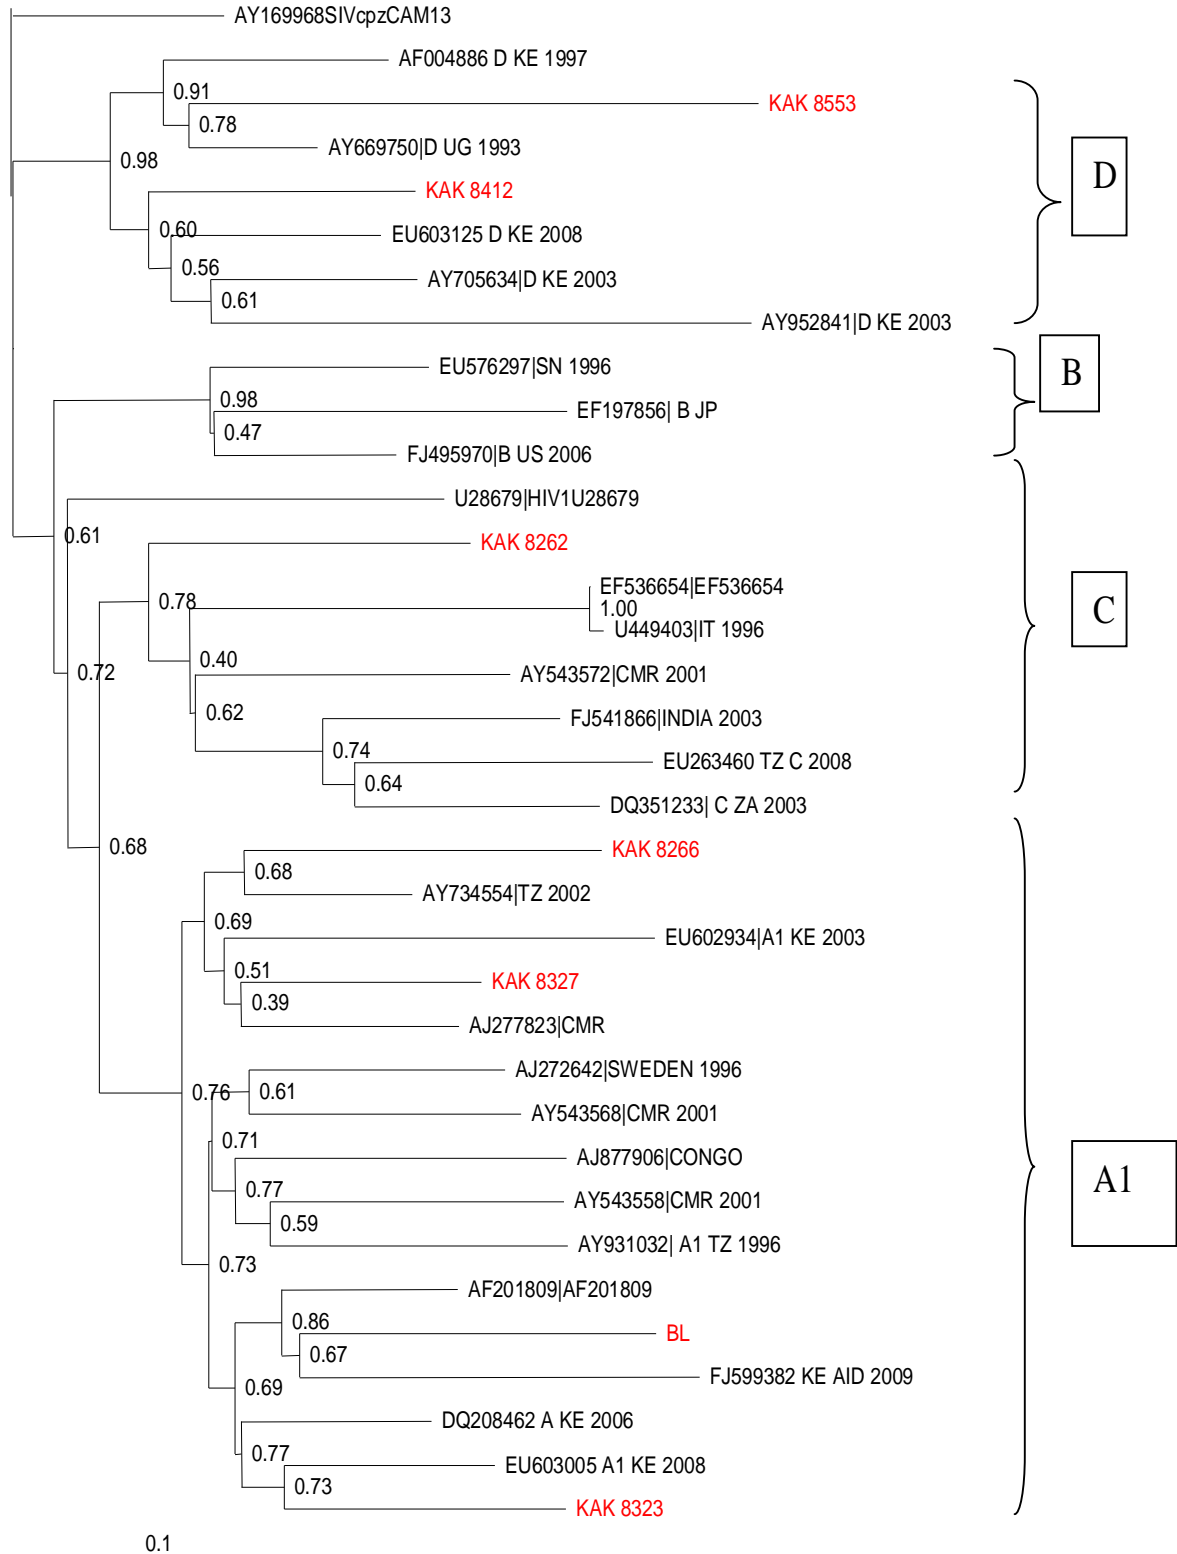 AY169968SIVcpzCAM13
AF004886 D KE 1997
0.91
KAK 8553
0.78
AY669750|D UG 1993
0.98
D
KAK 8412
0.60
EU603125 D KE 2008
0.56
AY705634|D KE 2003
0.61
AY952841|D KE 2003
EU576297|SN 1996
B
0.98
EF197856| B JP
0.47
FJ495970|B US 2006
U28679|HIV1U28679
0.61
KAK 8262
EF536654|EF536654
0.78
1.00
C
U449403|IT 1996
0.40
0.72
AY543572|CMR 2001
0.62
FJ541866|INDIA 2003
0.74
EU263460 TZ C 2008
0.64
DQ351233| C ZA 2003
0.68
KAK 8266
0.68
AY734554|TZ 2002
0.69
EU602934|A1 KE 2003
0.51
KAK 8327
0.39
AJ277823|CMR
AJ272642|SWEDEN 1996
0.76
0.61
AY543568|CMR 2001
0.71
AJ877906|CONGO
A1
0.77
AY543558|CMR 2001
0.59
AY931032| A1 TZ 1996
0.73
AF201809|AF201809
0.86
BL
0.67
FJ599382 KE AID 2009
0.69
DQ208462 A KE 2006
0.77
EU603005 A1 KE 2008
0.73
KAK 8323
0.1